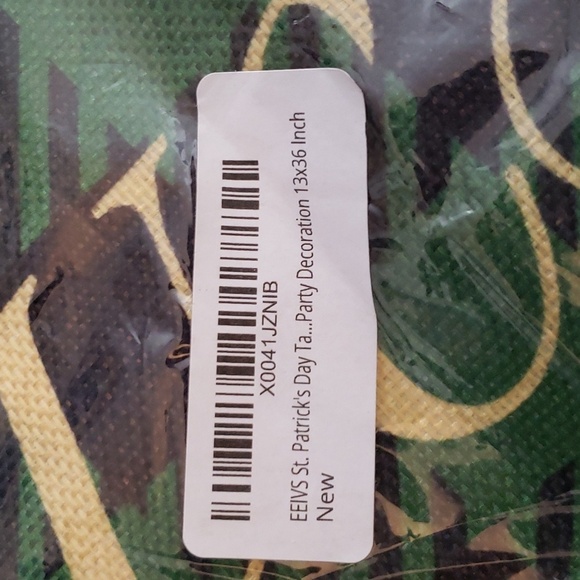 X0041JZNIB
EEIVS St. Patrick's Day Ta...Party Decoration 13x36 Inch
New